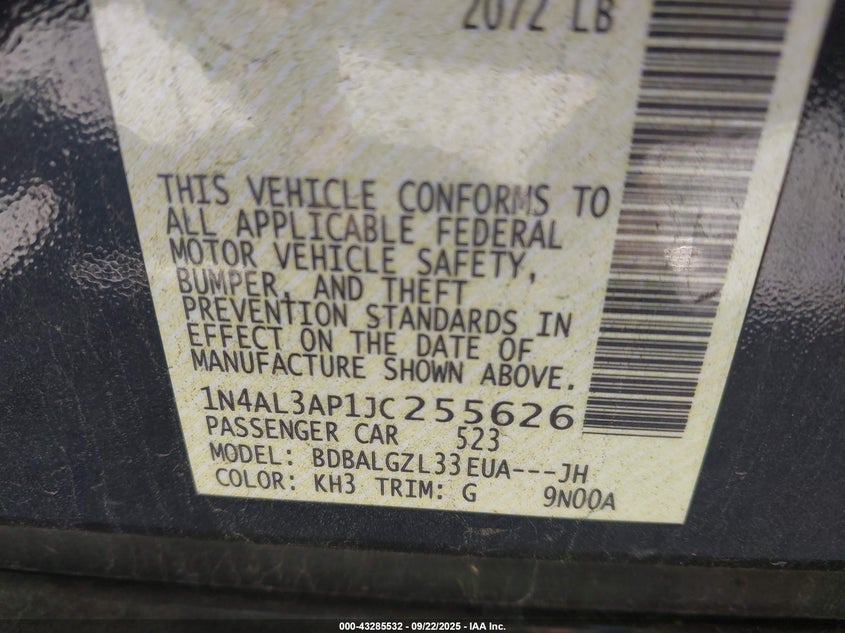 2072 LB
THIS VEHICLE CONFORMS TO
ALL APPLICABLE FEDERAL
MOTOR VEHICLE SAFETY,
BUMPER, AND THEFT
PREVENTION STANDARDS IN
EFFECT ON THE DATE OF
MANUFACTURE SHOWN ABOVE.
1N4AL3AP1JC255626
PASSENGER CAR 523
MODEL: BDBALGZL33EUA---JH
COLOR: KH3 TRIM: G 9N00A
000-43285532 - 09/22/2025 - IAA Inc.